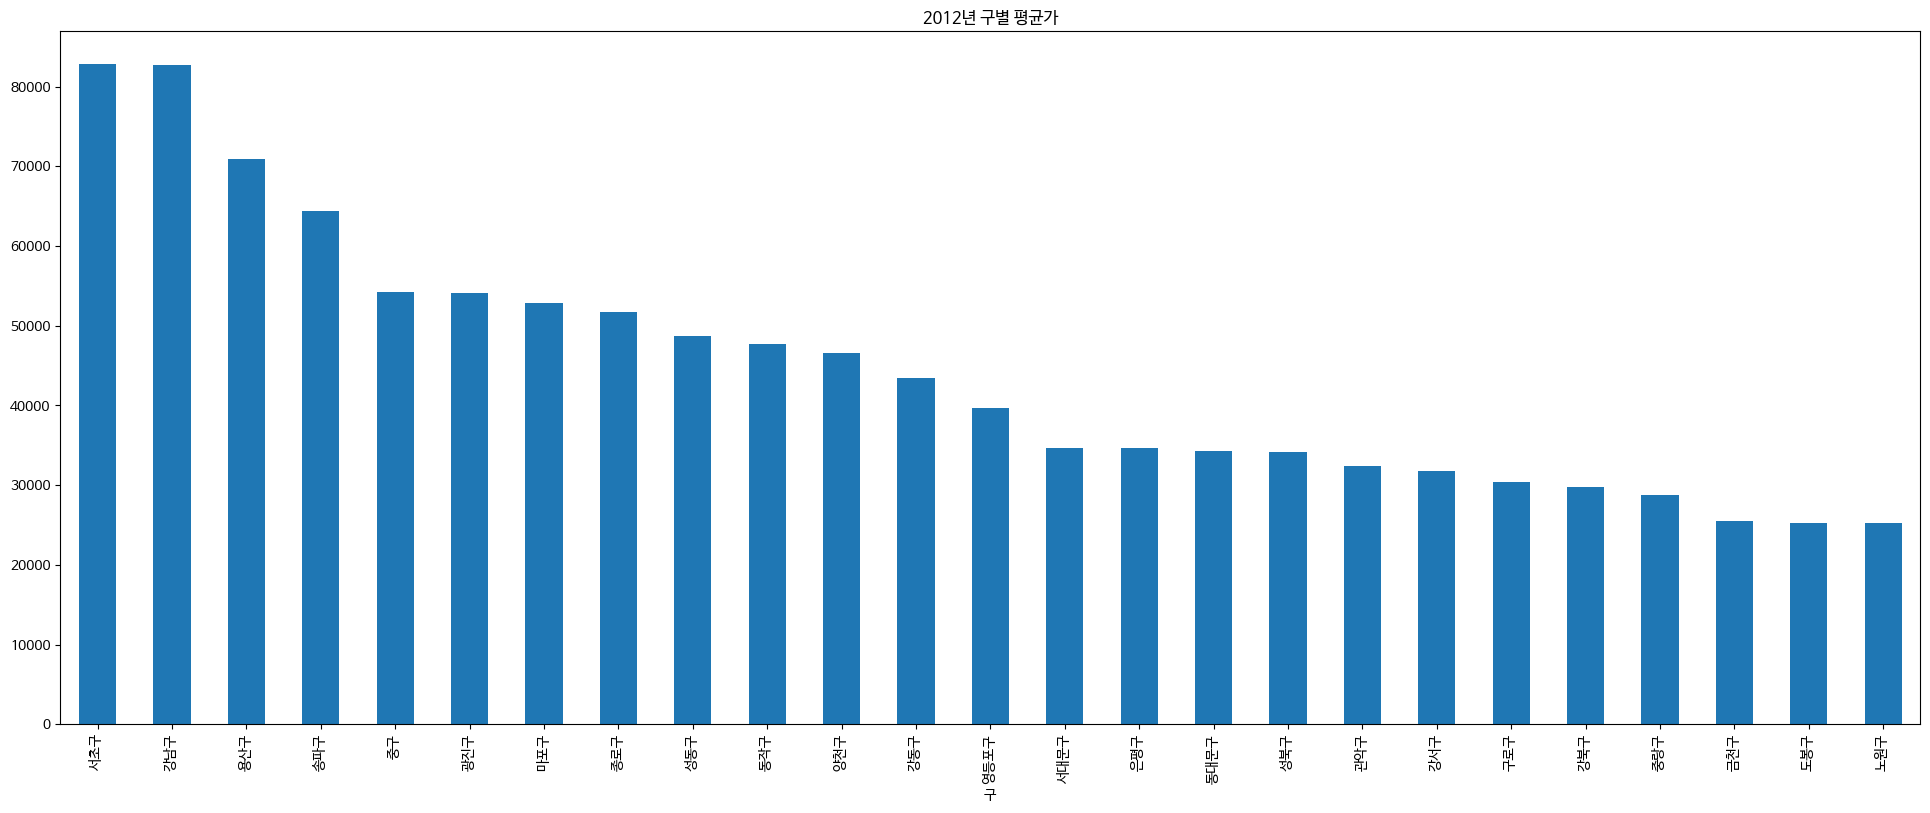 2012년 구별 평균가
80000
70000
60000
50000
40000
30000
20000
10000
0
서초구
강남구
용산구
송파구
중구
광진구
마포구
종로구
성동구
동작구
양천구
강동구
영등포구
서대문구
은평구
동대문구
성북구
관악구
강서구
구로구
강북구
중랑구
금천구
도봉구
노원구
구